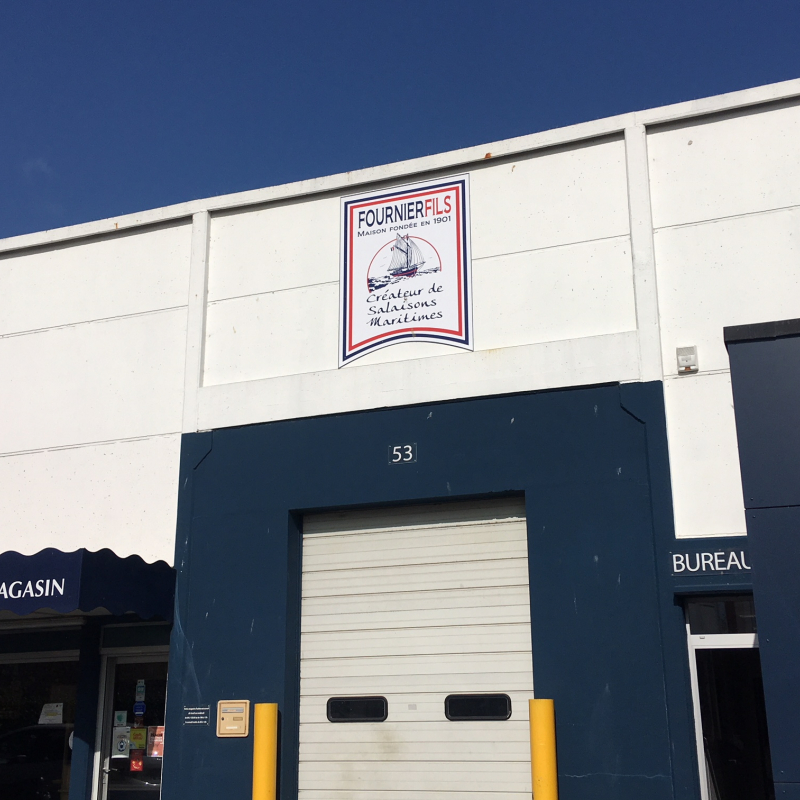 FOURNIERFILS
MAISON FONDÉE EN 1901
Créateur de
Salaisons
Maritimes
53
BUREAU
AGASIN